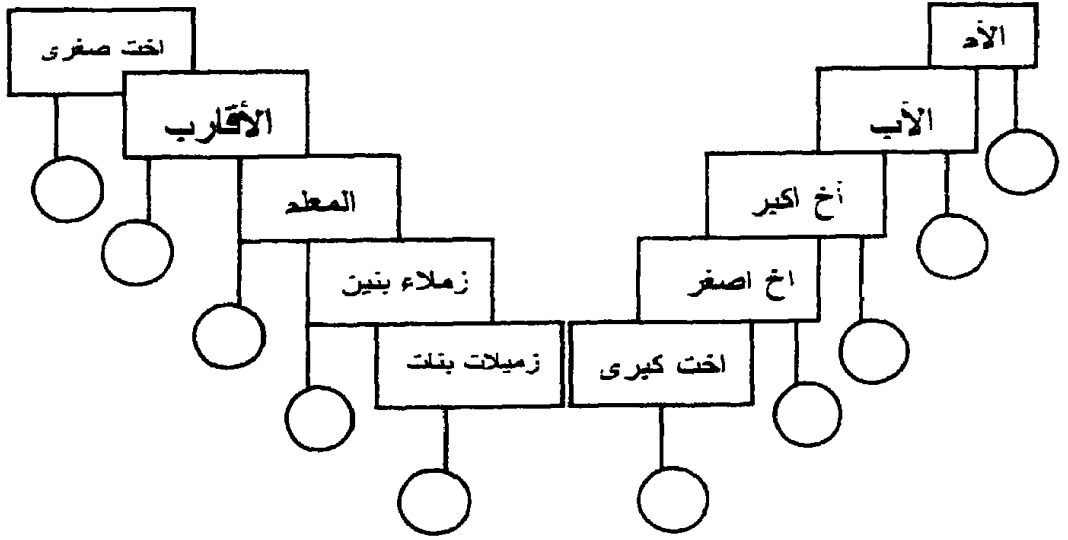 الأم
الأب
أخ اكبر
اخ اصغر
اخت كبرى
زميلات بنات
زملاء بنين
المعلم
الأقارب
اخت صغرى